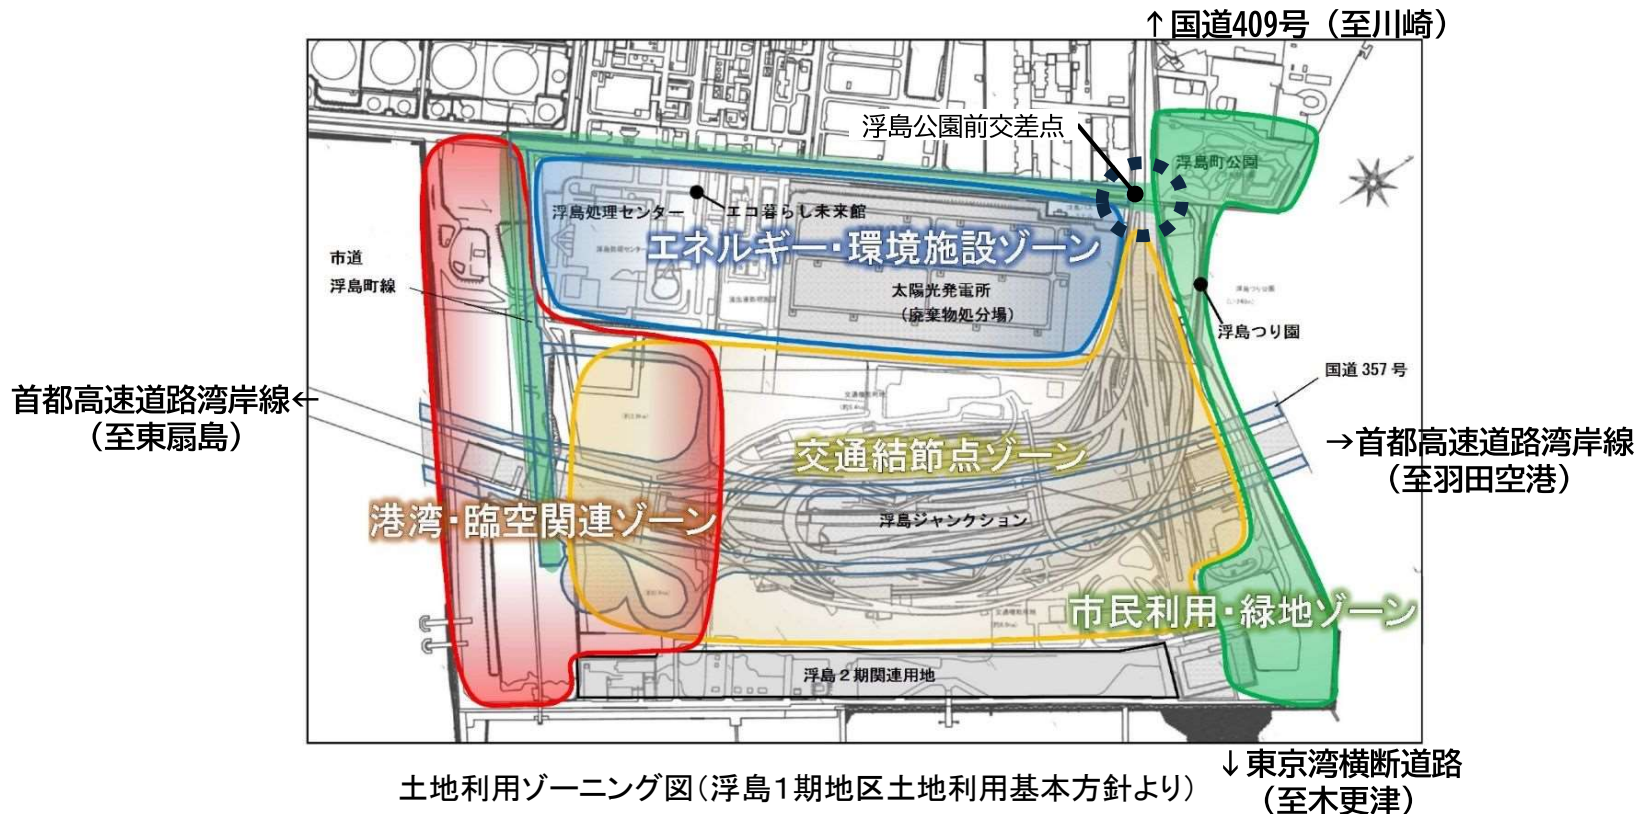 ↑国道409号（至川崎）
浮島公園前交差点
浮島町公園
浮島処理センター
エコ暮らし未来館
エネルギー・環境施設ゾーン
市道
浮島町線
太陽光発電所
（廃棄物処分場）
浮島つり園
国道357号
首都高速道路湾岸線←
（至東扇島）
交通結節点ゾーン
→首都高速道路湾岸線
（至羽田空港）
港湾・臨空関連ゾーン
浮島ジャンクション
市民利用・緑地ゾーン
浮島２期関連用地
土地利用ゾーニング図（浮島１期地区土地利用基本方針より）
↓東京湾横断道路
（至木更津）